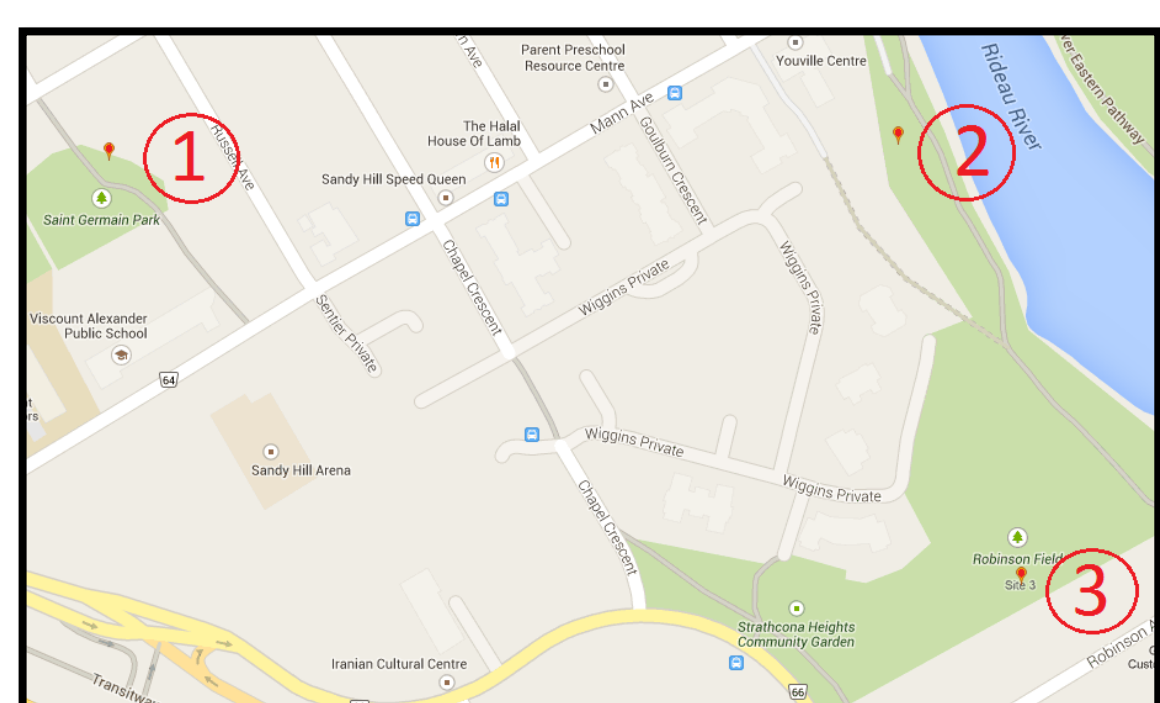 Parent Preschool
Resource Centre
Youville Centre
Rideau River
Eastern Pathway
Mann Ave
Goulburn Crescent
The Halal
House Of Lamb
1
2
Russell Ave
Sandy Hill Speed Queen
Saint Germain Park
Chapel Crescent
Wiggins Private
Wiggins Private
Sentier Private
Viscount Alexander
Public School
64
Sandy Hill Arena
Wiggins Private
Wiggins Private
Chapel Crescent
Robinson Field
Site 3
3
Strathcona Heights
Community Garden
Robinson
Iranian Cultural Centre
66